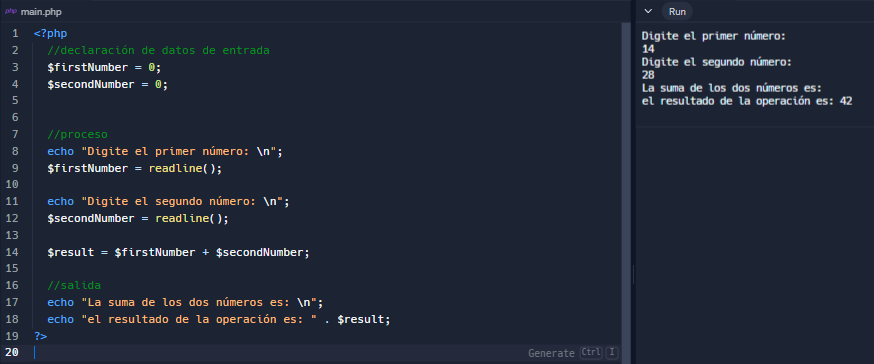 php main.php
1 <?php
2 //declaración de datos de entrada
3 $firstNumber = 0;
4 $secondNumber = 0;
5
6
7 //proceso
8 echo "Digite el primer número: \n";
9 $firstNumber = readline();
10
11 echo "Digite el segundo número: \n";
12 $secondNumber = readline();
13
14 $result = $firstNumber + $secondNumber;
15
16 //salida
17 echo "La suma de los dos números es: \n";
18 echo "el resultado de la operación es: " . $result;
19 ?>
20
Generate Ctrl I
Run
Digite el primer número:
14
Digite el segundo número:
28
La suma de los dos números es:
el resultado de la operación es: 42